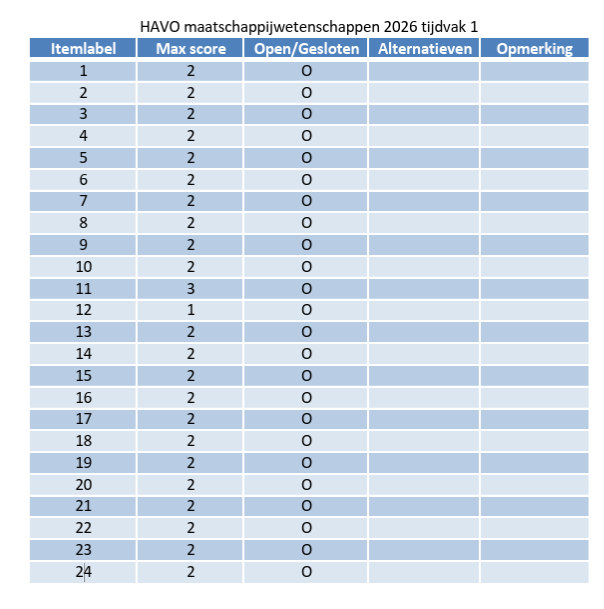 HAVO maatschappijwetenschappen 2026 tijdvak 1
Itemlabel Max score Open/Gesloten Alternatieven Opmerking
1 2 O
2 2 O
3 2 O
4 2 O
5 2 O
6 2 O
7 2 O
8 2 O
9 2 O
10 2 O
11 3 O
12 1 O
13 2 O
14 2 O
15 2 O
16 2 O
17 2 O
18 2 O
19 2 O
20 2 O
21 2 O
22 2 O
23 2 O
24 2 O